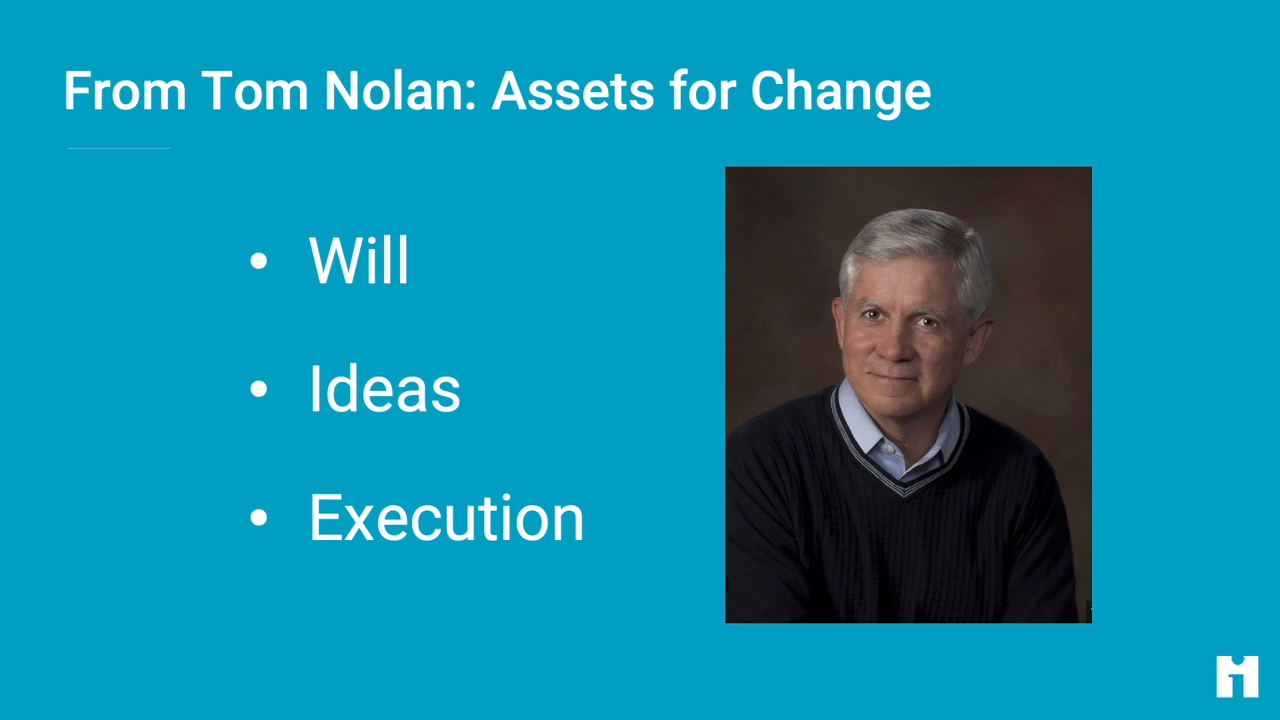 From Tom Nolan: Assets for Change
• Will
• Ideas
• Execution